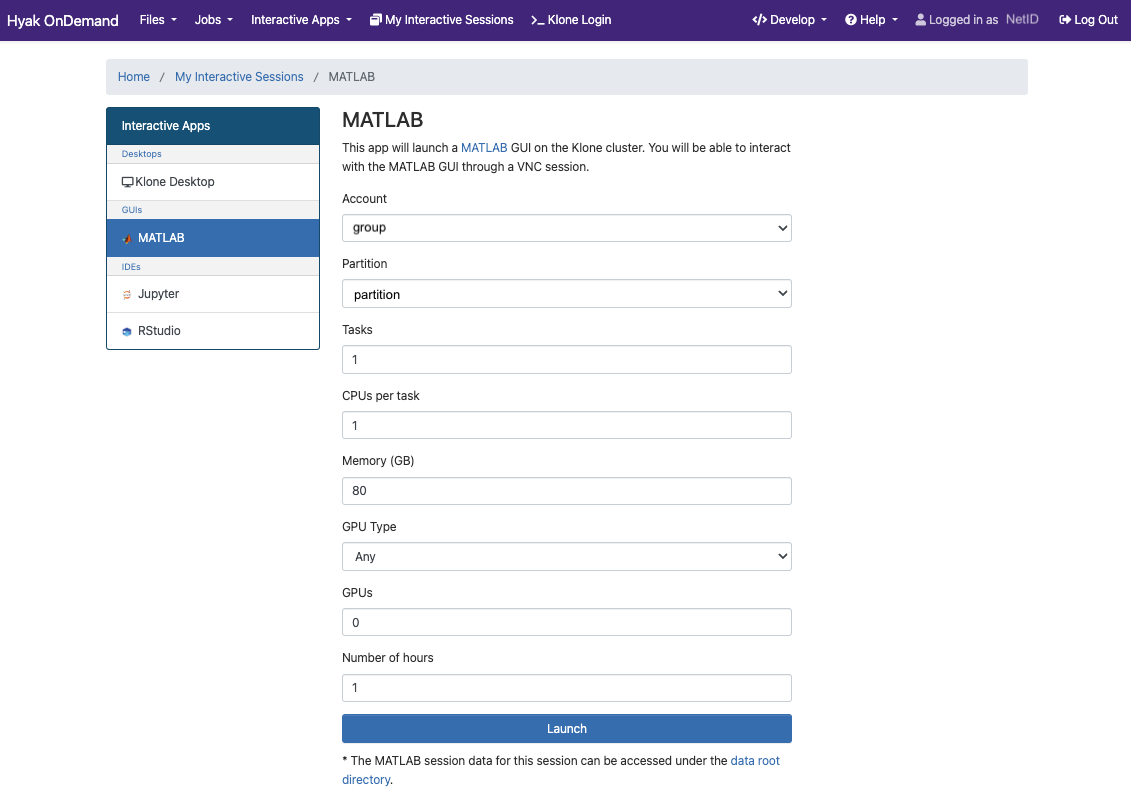 Hyak OnDemand Files Jobs Interactive Apps My Interactive Sessions >_ Klone Login </> Develop Help Logged in as NetID Log Out
Home / My Interactive Sessions / MATLAB
Interactive Apps
Desktops
Klone Desktop
GUIs
MATLAB
IDEs
Jupyter
RStudio
MATLAB
This app will launch a MATLAB GUI on the Klone cluster. You will be able to interact
with the MATLAB GUI through a VNC session.
Account
group
Partition
partition
Tasks
1
CPUs per task
1
Memory (GB)
80
GPU Type
Any
GPUs
0
Number of hours
1
Launch
* The MATLAB session data for this session can be accessed under the data root
directory.